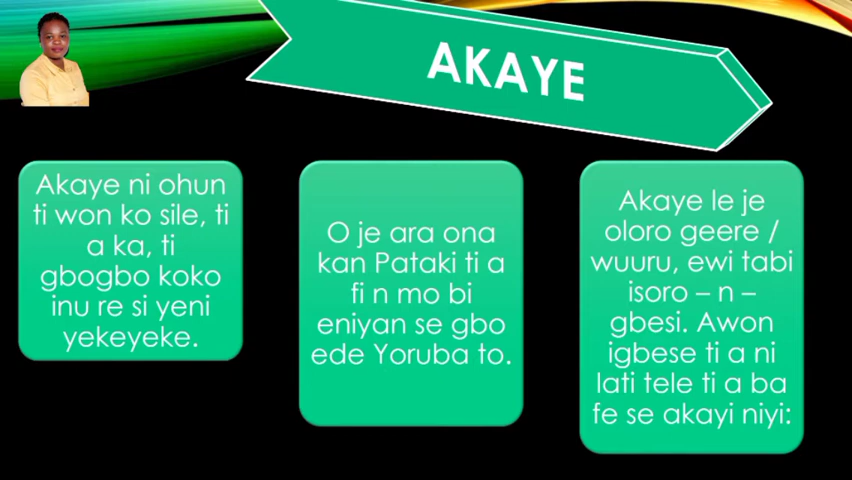 AKAYE
Akaye ni ohun
ti won ko sile, ti
a ka, ti
gbogbo koko
inu re si yeni
yekeyeke.
O je ara ona
kan Pataki ti a
fi n mo bi
eniyan se gbo
ede Yoruba to.
Akaye le je
oloro geere /
wuuru, ewi tabi
isoro – n –
gbesi. Awon
igbese ti a ni
lati tele ti a ba
fe se akayi niyi: